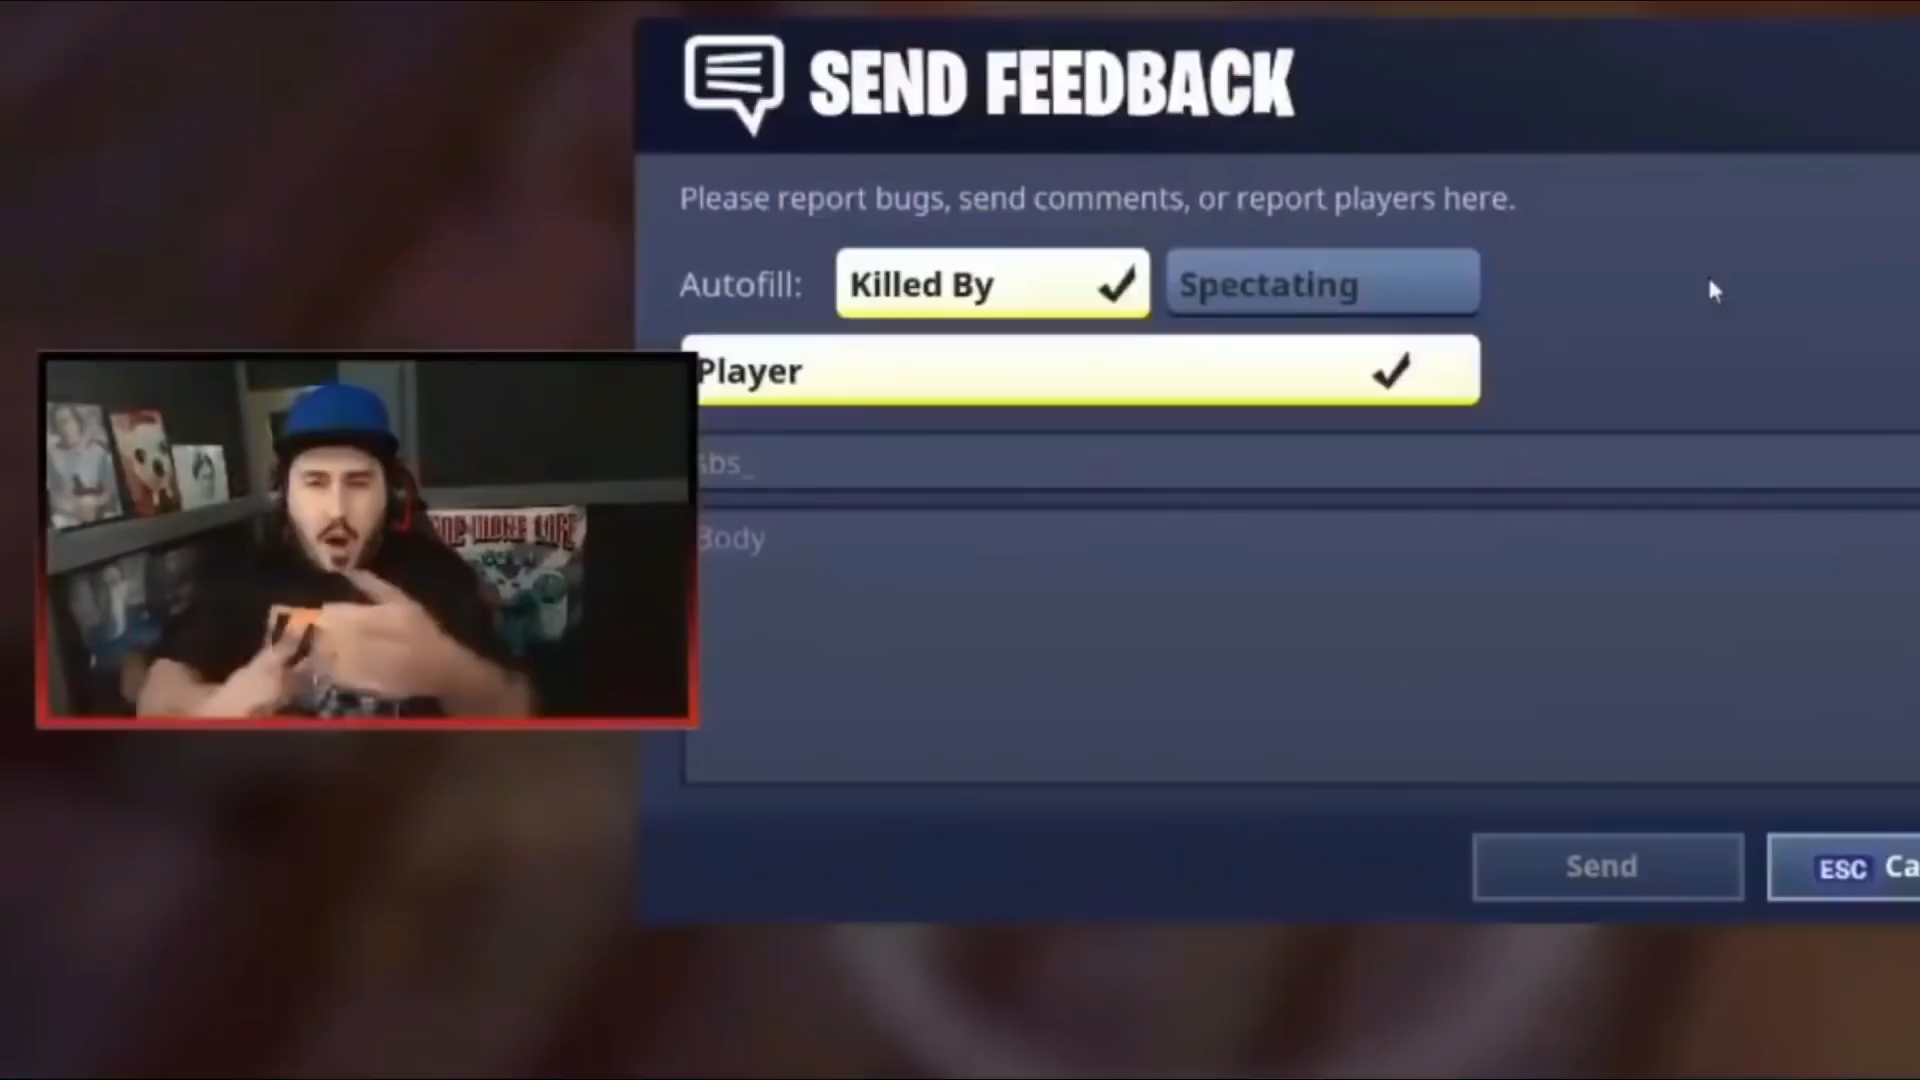 SEND FEEDBACK
Please report bugs, send comments, or report players here.
Autofill: Killed By Spectating
Player
Body
Send ESC